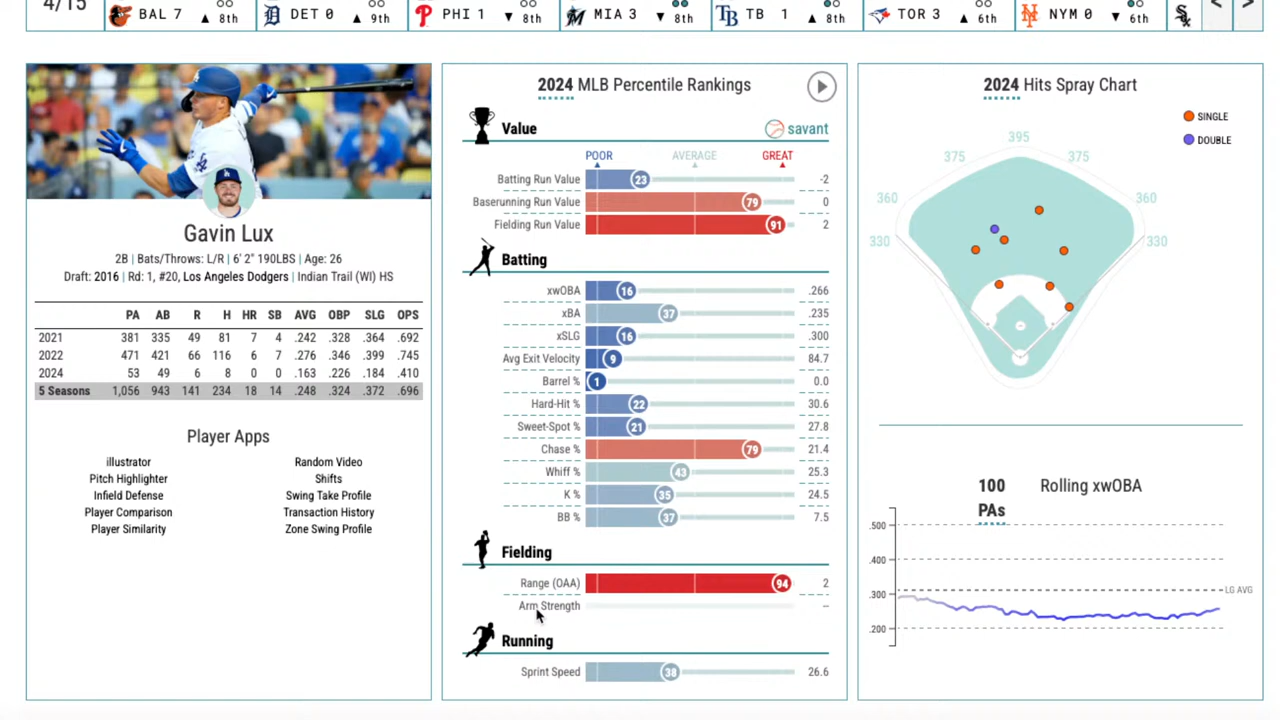 4/15 BAL 7 8th DET 0 9th PHI 1 8th MIA 3 8th TB 1 8th TOR 3 6th NYM 0 6th < >
Gavin Lux
2B | Bats/Throws: L/R | 6' 2" 190LBS | Age: 26
Draft: 2016 | Rd: 1, #20, Los Angeles Dodgers | Indian Trail (WI) HS
PA AB R H HR SB AVG OBP SLG OPS
2021 381 335 49 81 7 4 .242 .328 .364 .692
2022 471 421 66 116 6 7 .276 .346 .399 .745
2024 53 49 6 8 0 0 .163 .226 .184 .410
5 Seasons 1,056 943 141 234 18 14 .248 .324 .372 .696
Player Apps
illustrator Random Video
Pitch Highlighter Shifts
Infield Defense Swing Take Profile
Player Comparison Transaction History
Player Similarity Zone Swing Profile
2024 MLB Percentile Rankings
Value savant
POOR AVERAGE GREAT
Batting Run Value 23 -2
Baserunning Run Value 79 0
Fielding Run Value 91 2
Batting
xwOBA 16 .266
xBA 37 .235
xSLG 16 .300
Avg Exit Velocity 9 84.7
Barrel % 1 0.0
Hard-Hit % 22 30.6
Sweet-Spot % 21 27.8
Chase % 79 21.4
Whiff % 43 25.3
K % 35 24.5
BB % 37 7.5
Fielding
Range (OAA) 94 2
Arm Strength --
Running
Sprint Speed 38 26.6
2024 Hits Spray Chart
SINGLE
DOUBLE
395
375 375
360 360
330 330
100 PAs Rolling xwOBA
.500
.400
.300 LG AVG
.200